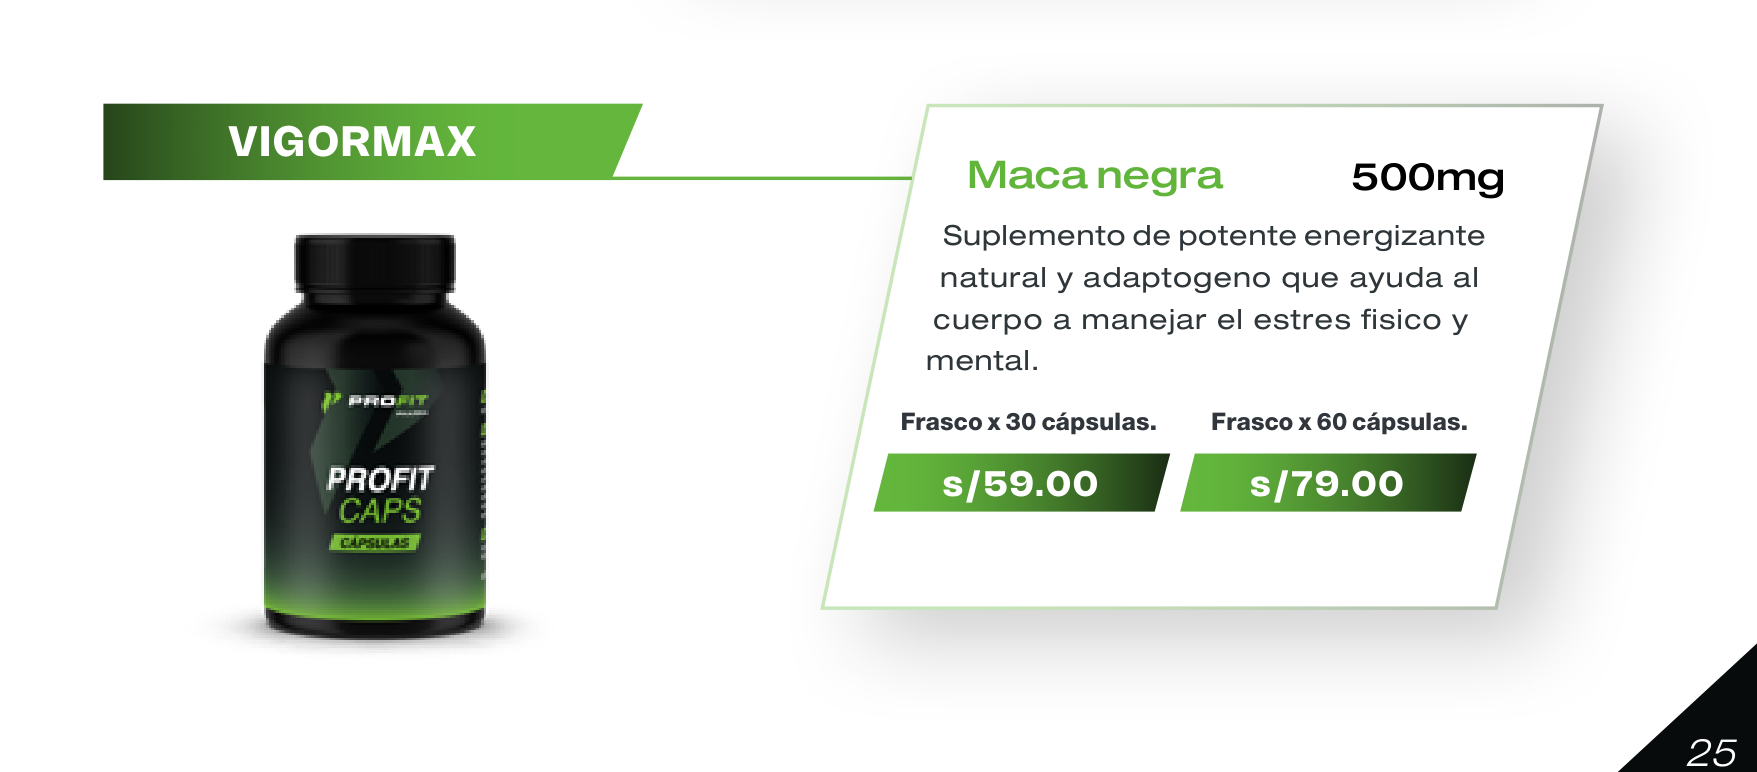 VIGORMAX
PROFIT
PROFIT
CAPS
CÁPSULAS
Maca negra 500mg
Suplemento de potente energizante
natural y adaptogeno que ayuda al
cuerpo a manejar el estres fisico y
mental.
Frasco x 30 cápsulas. Frasco x 60 cápsulas.
s/59.00 s/79.00
25